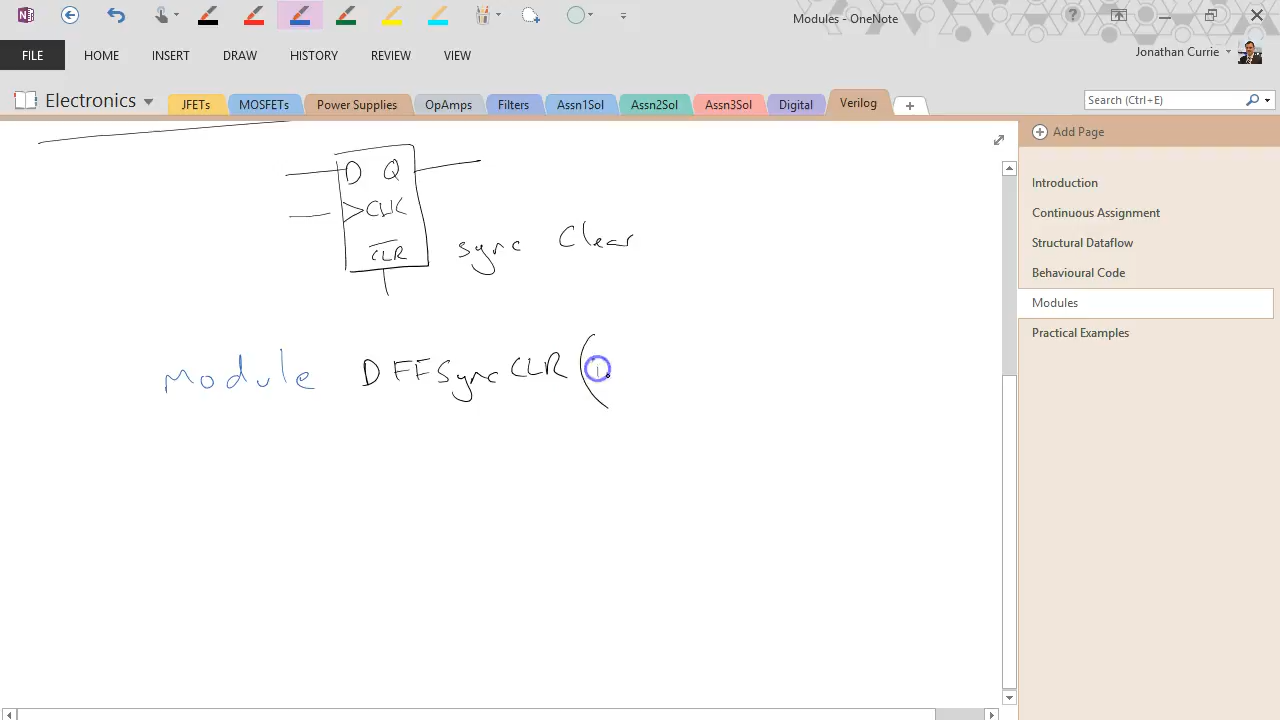 Modules - OneNote
?
Jonathan Currie
FILE HOME INSERT DRAW HISTORY REVIEW VIEW
Electronics
JFETs MOSFETs Power Supplies OpAmps Filters Assn1Sol Assn2Sol Assn3Sol Digital Verilog +
Search (Ctrl+E)
Add Page
Introduction
Continuous Assignment
Structural Dataflow
Behavioural Code
Modules
Practical Examples
D Q
CLK
CLR
sync Clear
Module DFFSyncCLR(